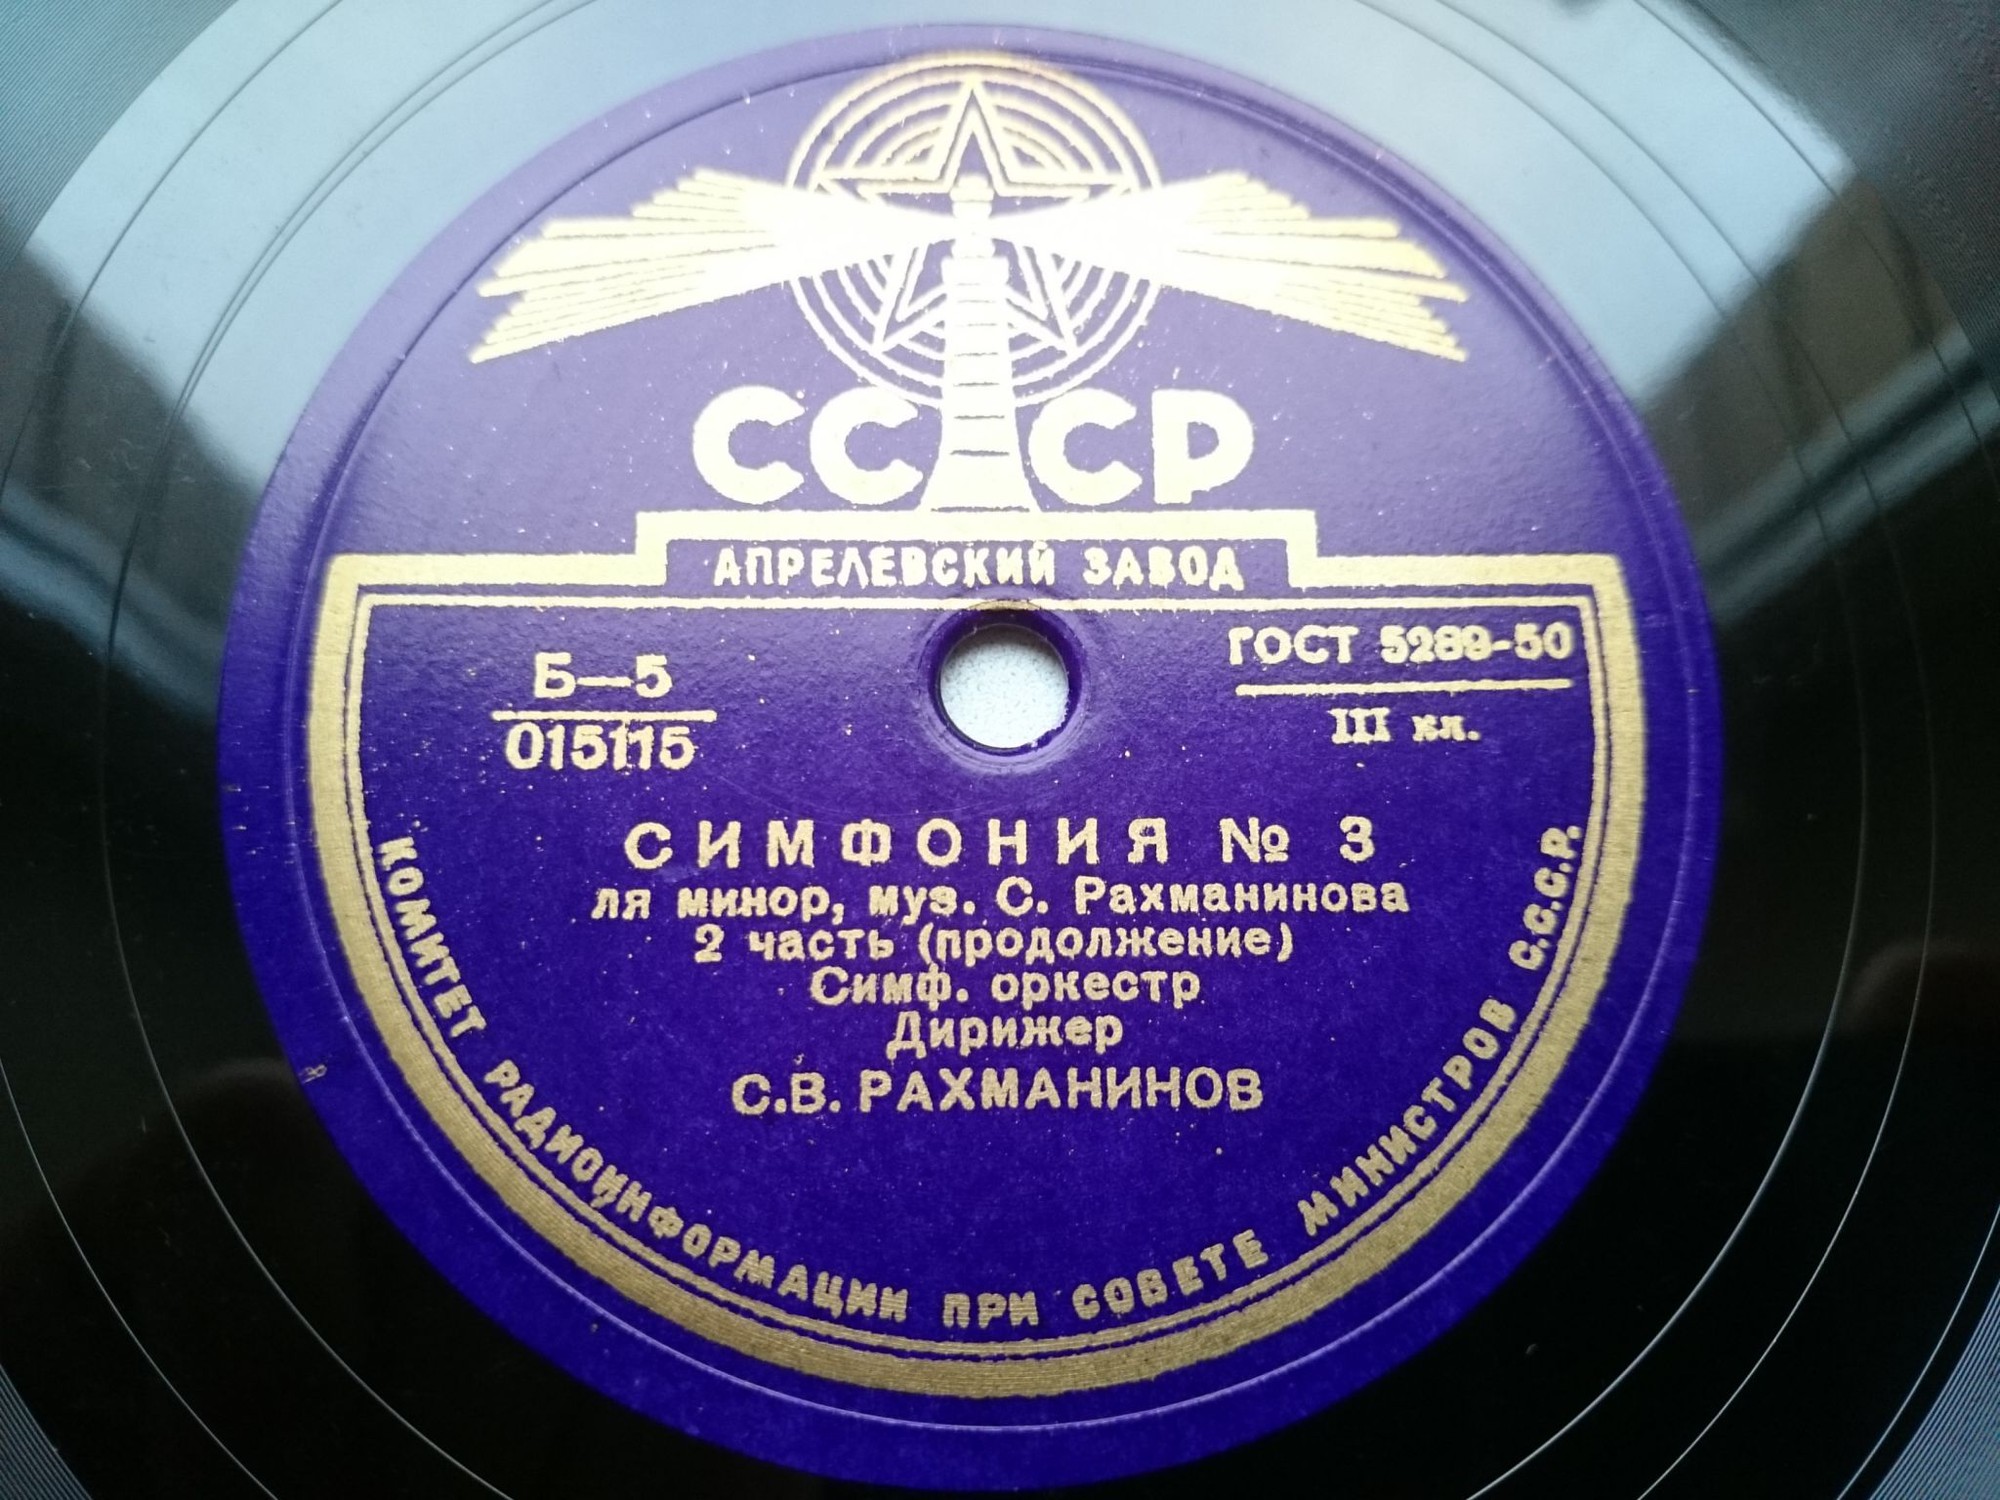 СССР
АПРЕЛЕВСКИЙ ЗАВОД
Б—5
015115
ГОСТ 5289-50
III кл.
СИМФОНИЯ № 3
ля минор, муз. С. Рахманинова
2 часть (продолжение)
Симф. оркестр
Дирижер
С.В. РАХМАНИНОВ
КОМИТЕТ РАДИОИНФОРМАЦИИ ПРИ СОВЕТЕ МИНИСТРОВ С.С.С.Р.